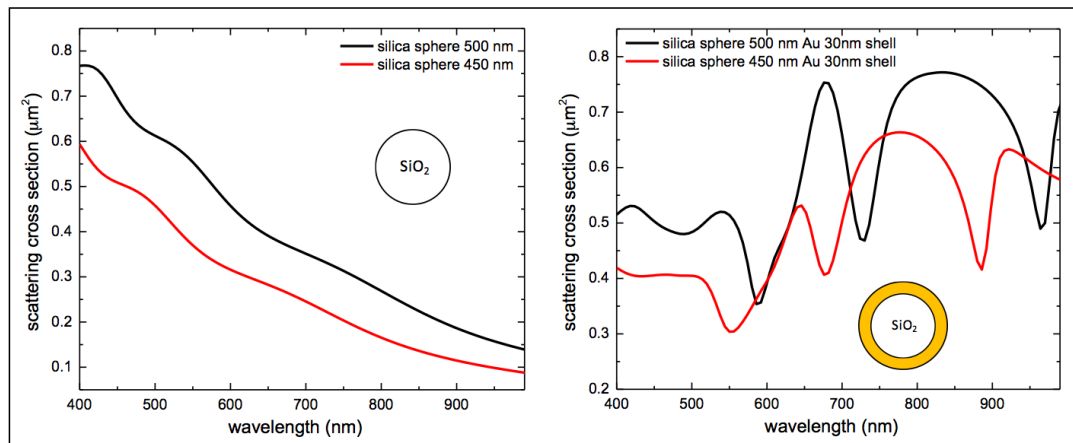 silica sphere 500 nm
silica sphere 450 nm
0.8
0.7
0.6
0.5
0.4
0.3
0.2
0.1
scattering cross section (μm²)
SiO₂
400 500 600 700 800 900
wavelength (nm)
silica sphere 500 nm Au 30nm shell
silica sphere 450 nm Au 30nm shell
0.8
0.7
0.6
0.5
0.4
0.3
0.2
scattering cross section (μm²)
SiO₂
400 500 600 700 800 900
wavelength (nm)